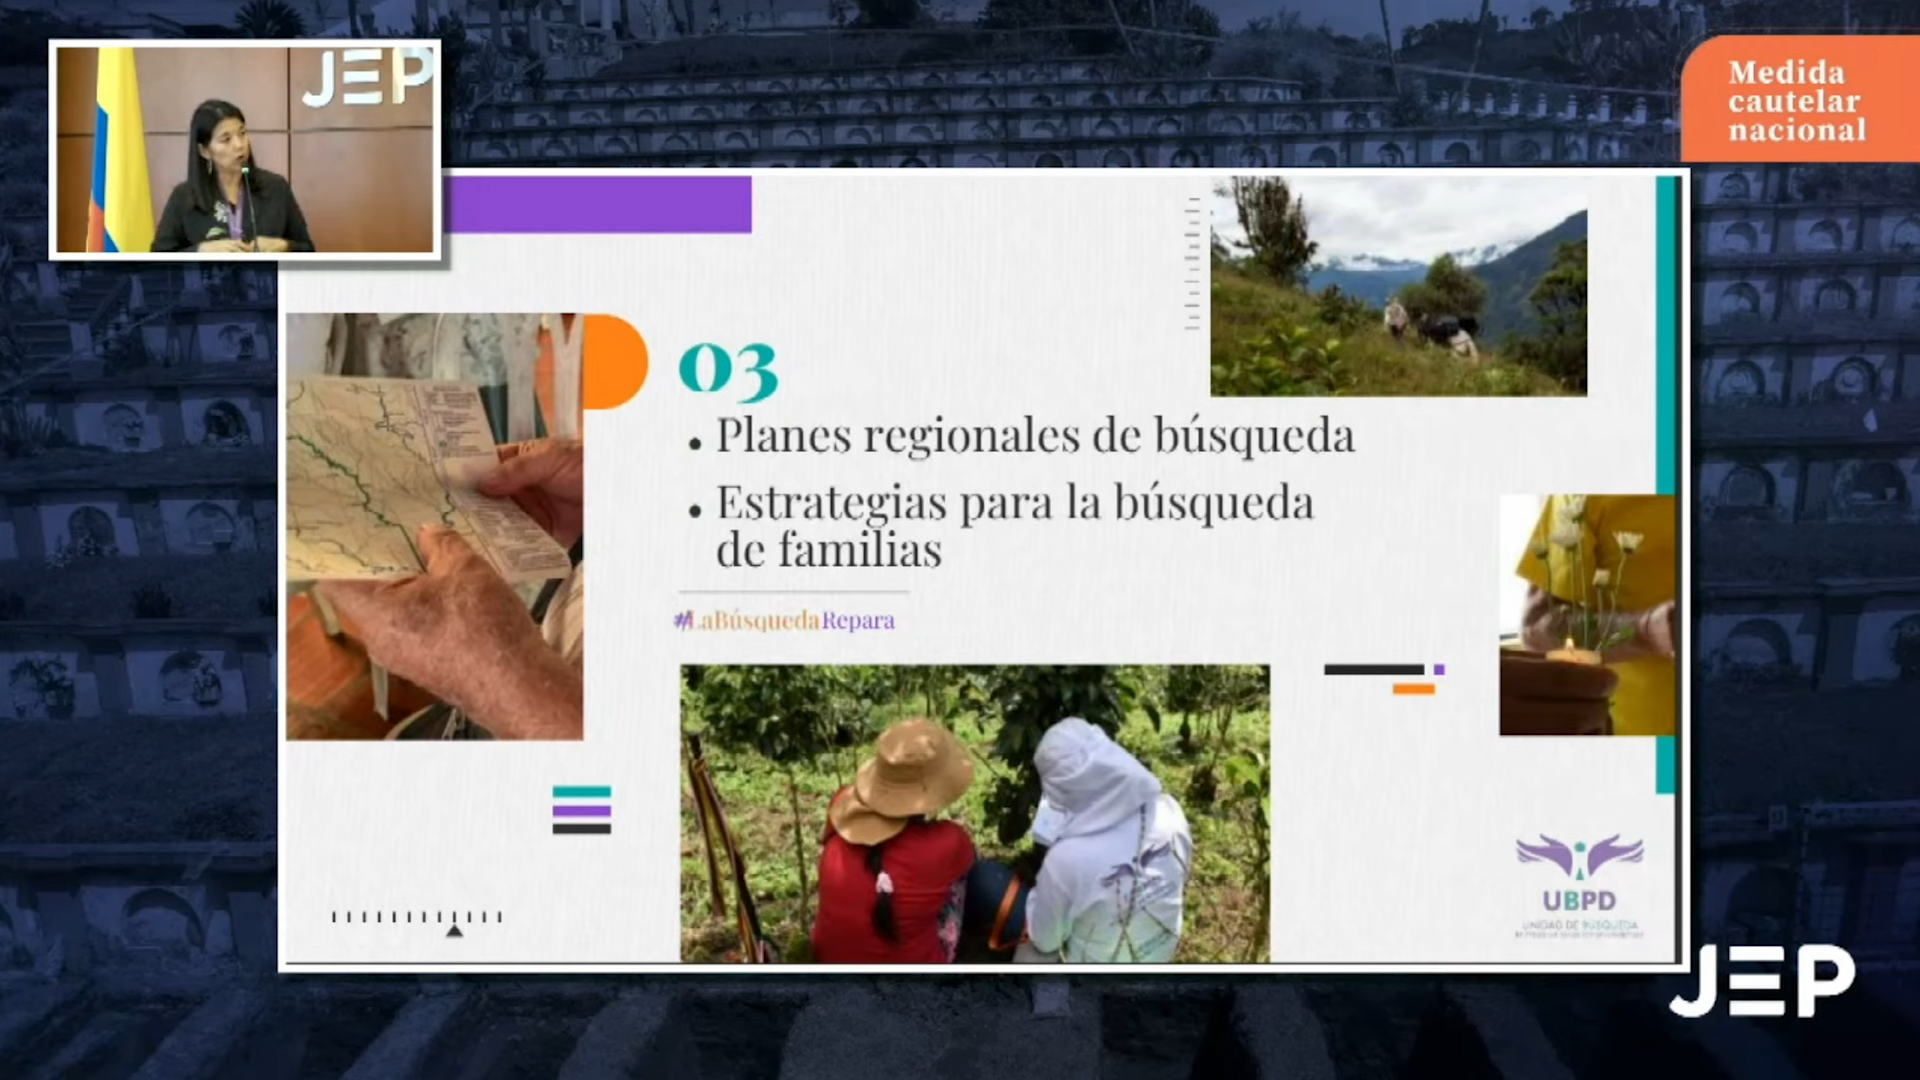 JEP
Medida
cautelar
nacional
03
• Planes regionales de búsqueda
• Estrategias para la búsqueda
de familias
#LaBúsquedaRepara
UBPD
UNIDAD DE BÚSQUEDA
JEP